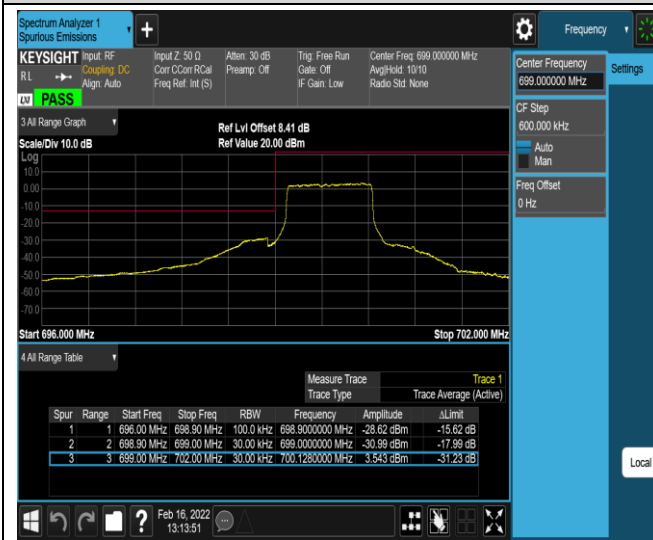 Spectrum Analyzer 1
Spurious Emissions
+
Frequency
KEYSIGHT
R L
Input: RF
Coupling: DC
Align: Auto
Input Z: 50 Ω
Corr CCorr RCal
Freq Ref: Int (S)
Atten: 30 dB
Preamp: Off
Trig: Free Run
Gate: Off
IF Gain: Low
Center Freq: 699.000000 MHz
Avg|Hold: 10/10
Radio Std: None
LXI PASS
Center Frequency
699.000000 MHz
Settings
CF Step
600.000 kHz
Auto
Man
Freq Offset
0 Hz
3 All Range Graph
Scale/Div 10.0 dB
Ref Lvl Offset 8.41 dB
Ref Value 20.00 dBm
Log
10.0
0.00
-10.0
-20.0
-30.0
-40.0
-50.0
-60.0
-70.0
Start 696.000 MHz
Stop 702.000 MHz
4 All Range Table
Measure Trace Trace 1
Trace Type Trace Average (Active)
Spur Range Start Freq Stop Freq RBW Frequency Amplitude ΔLimit
1 1 696.00 MHz 698.90 MHz 100.0 kHz 698.9000000 MHz -28.62 dBm -15.62 dB
2 2 698.90 MHz 699.00 MHz 30.00 kHz 699.0000000 MHz -30.99 dBm -17.99 dB
3 3 699.00 MHz 702.00 MHz 30.00 kHz 700.1280000 MHz 3.543 dBm -31.23 dB
Local
?
Feb 16, 2022
13:13:51